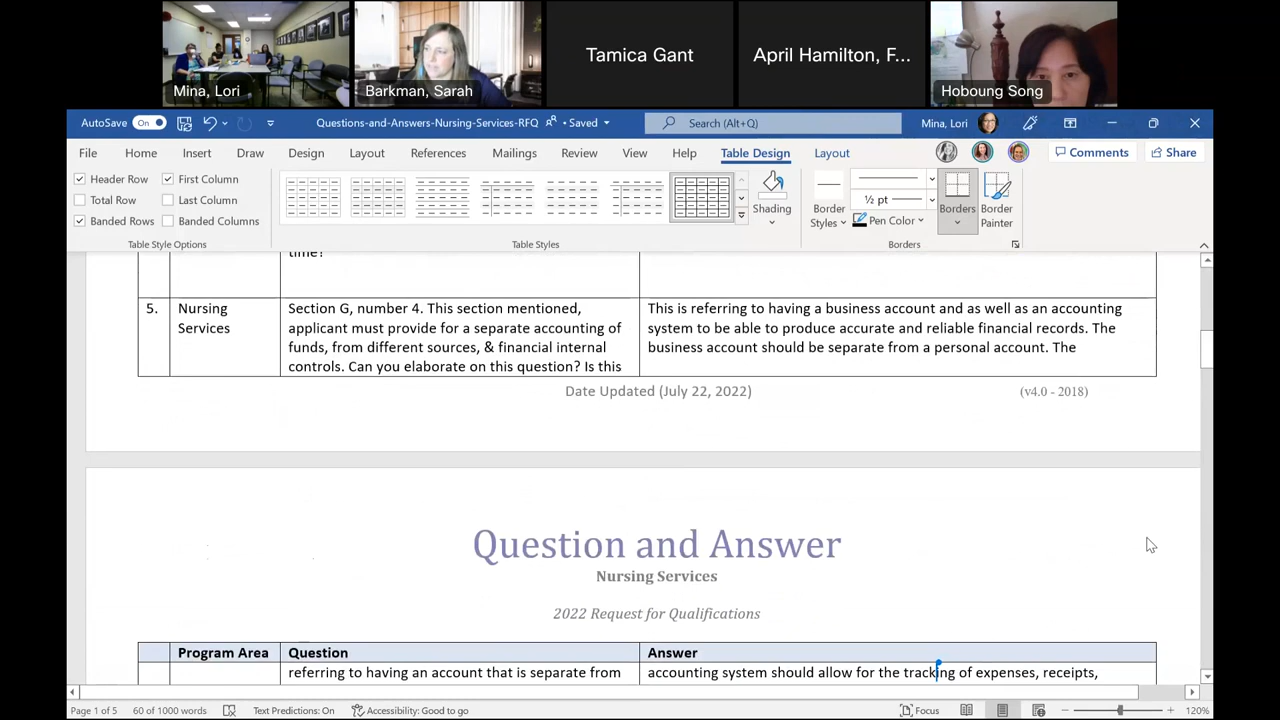 Mina, Lori
Barkman, Sarah
Tamica Gant
April Hamilton, F...
Hoboung Song
AutoSave On
Questions-and-Answers-Nursing-Services-RFQ
• Saved
Search (Alt+Q)
Mina, Lori
File Home Insert Draw Design Layout References Mailings Review View Help Table Design Layout
Comments
Share
Header Row First Column
Total Row Last Column
Banded Rows Banded Columns
Table Style Options
Table Styles
Shading
Border Styles
½ pt
Pen Color
Borders
Border Painter
Borders
time?
5. Nursing Services
Section G, number 4. This section mentioned,
applicant must provide for a separate accounting of
funds, from different sources, & financial internal
controls. Can you elaborate on this question? Is this
This is referring to having a business account and as well as an accounting
system to be able to produce accurate and reliable financial records. The
business account should be separate from a personal account. The
Date Updated (July 22, 2022)
(v4.0 - 2018)
Question and Answer
Nursing Services
2022 Request for Qualifications
Program Area Question Answer
referring to having an account that is separate from
accounting system should allow for the tracking of expenses, receipts,
Page 1 of 5 60 of 1000 words Text Predictions: On Accessibility: Good to go Focus 120%